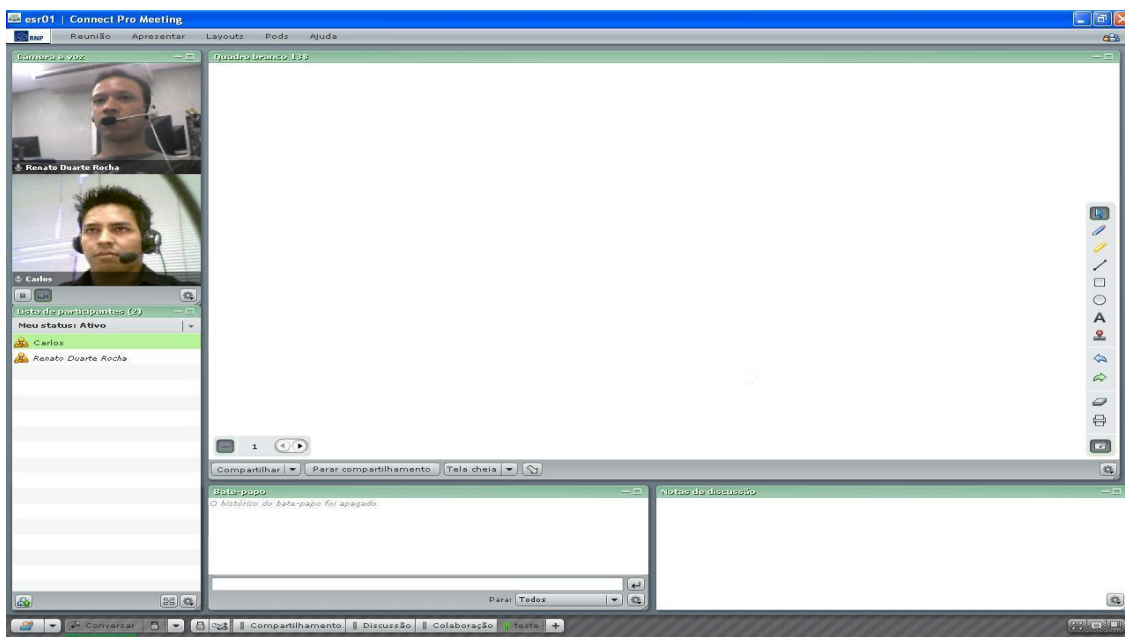 esr01 | Connect Pro Meeting
RNP Reunião Apresentar Layouts Pods Ajuda
Câmera e voz
Renato Duarte Rocha
Carlos
Lista de participantes (2)
Meu status: Ativo
Carlos
Renato Duarte Rocha
Quadro branco 138
A
1
Compartilhar Parar compartilhamento Tela cheia
Bate-papo
O histórico do bate-papo foi apagado.
Para: Todos
Notas de discussão
Conversar Compartilhamento Discussão Colaboração teste +